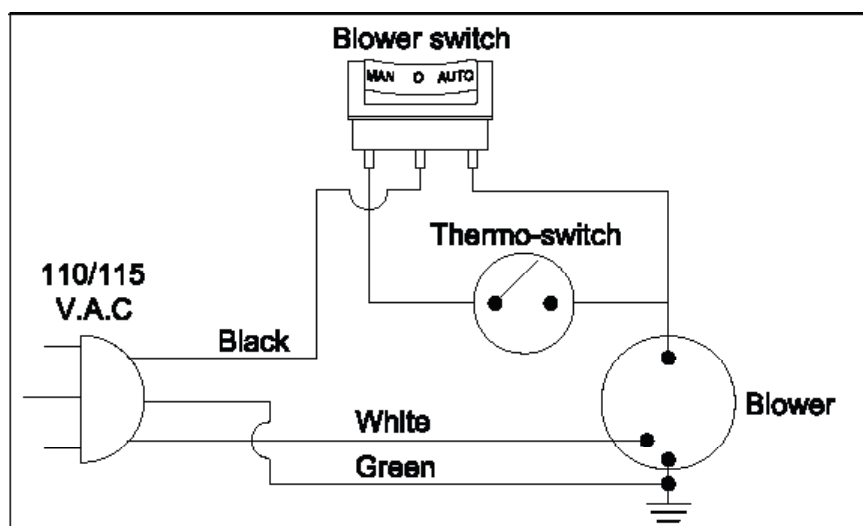 Blower switch
MAN O AUTO
Thermo-switch
110/115
V.A.C
Black
Blower
White
Green